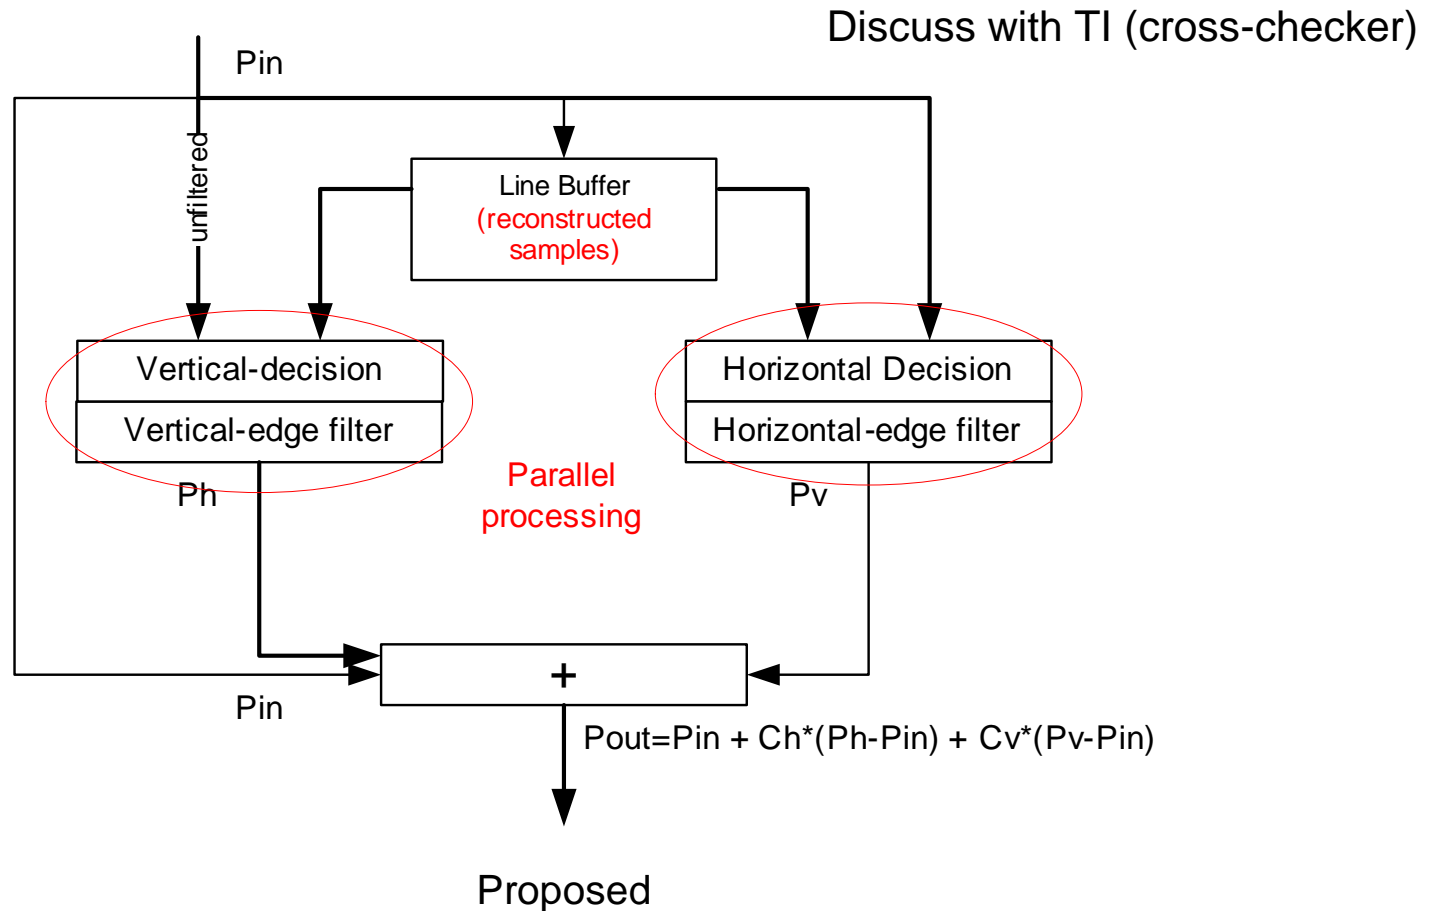 Discuss with TI (cross-checker)
Pin
unfiltered
Line Buffer
(reconstructed
samples)
Vertical-decision
Vertical-edge filter
Horizontal Decision
Horizontal-edge filter
Ph
Parallel
processing
Pv
+
Pin
Pout=Pin + Ch*(Ph-Pin) + Cv*(Pv-Pin)
Proposed